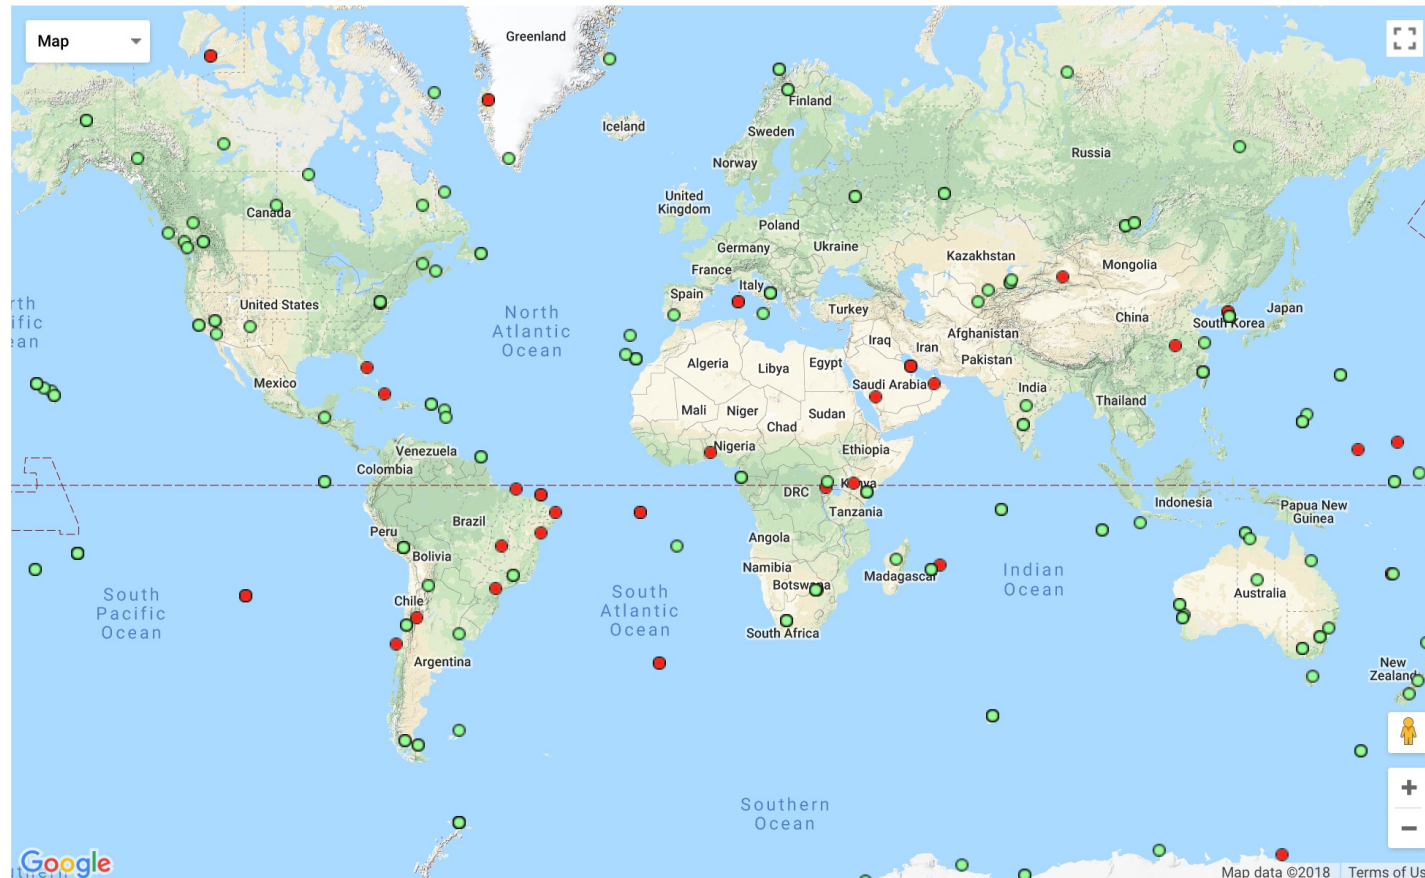 Map
Greenland
Finland
Iceland
Sweden
Russia
Norway
United
Kingdom
Canada
Poland
Ukraine
Germany
Kazakhstan
Mongolia
France
Italy
Spain
United States
North
Atlantic
Ocean
Turkey
Japan
China
South Korea
Afghanistan
Iraq
Iran
Pakistan
Algeria
Libya
Egypt
Mexico
Saudi Arabia
India
Thailand
Mali
Niger
Sudan
Chad
Nigeria
Ethiopia
Venezuela
Colombia
Kenya
DRC
Indonesia
Papua New
Guinea
Tanzania
Brazil
Peru
Bolivia
Angola
Namibia
Madagascar
Botswana
Indian
Ocean
Australia
South
Pacific
Ocean
Chile
South
Atlantic
Ocean
South Africa
Argentina
New
Zealand
Southern
Ocean
Google
Map data ©2018
Terms of Us